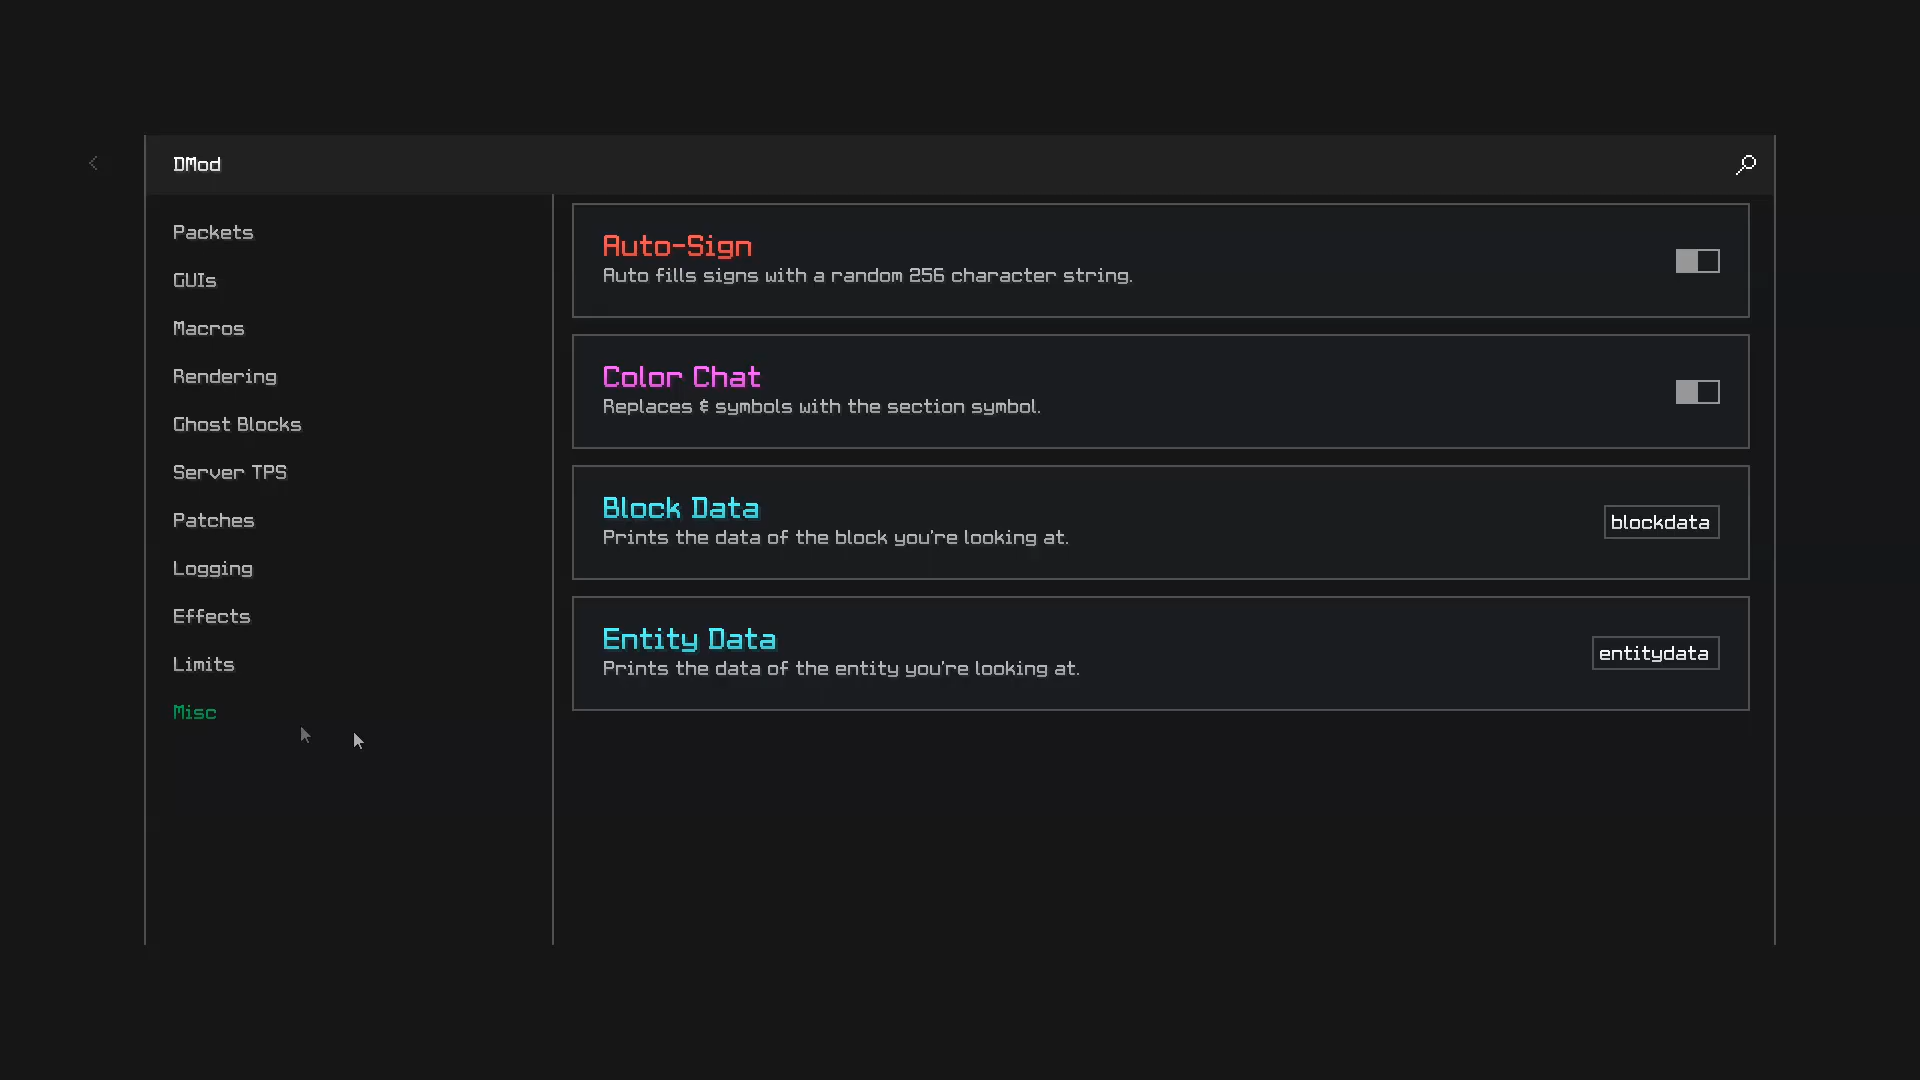 DMod
Packets
GUIs
Macros
Rendering
Ghost Blocks
Server TPS
Patches
Logging
Effects
Limits
Misc
Auto-Sign
Auto fills signs with a random 256 character string.
Color Chat
Replaces & symbols with the section symbol.
Block Data
Prints the data of the block you're looking at.
blockdata
Entity Data
Prints the data of the entity you're looking at.
entitydata